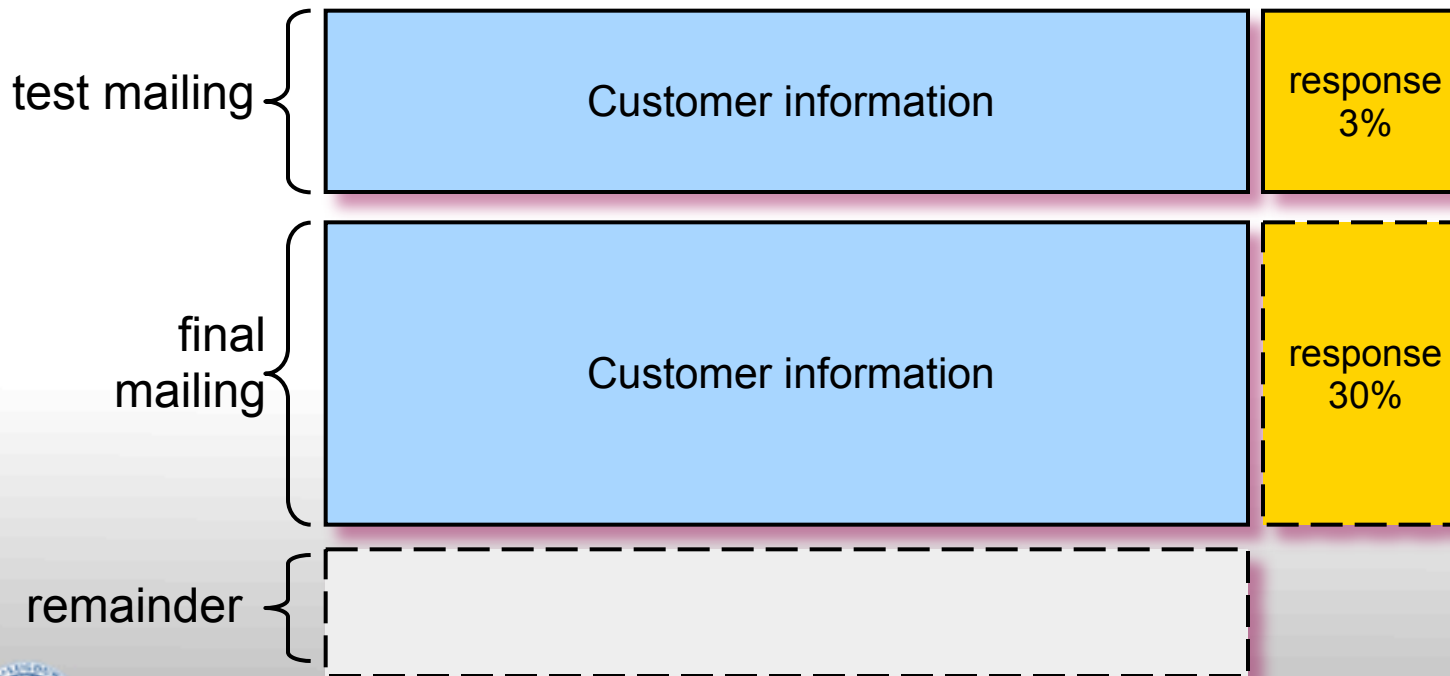 test mailing
Customer information
response
3%
final
mailing
Customer information
response
30%
remainder